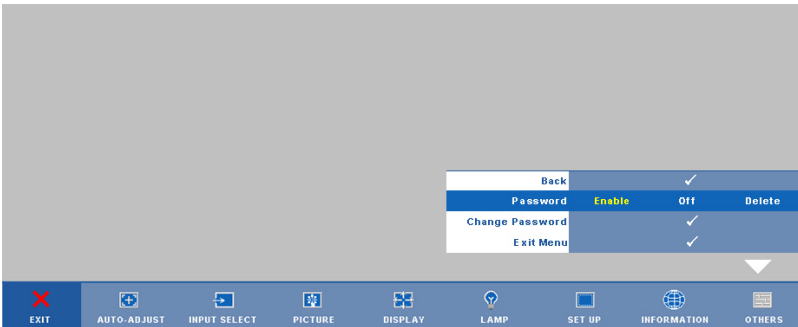 Back
Password Enable Off Delete
Change Password
Exit Menu
EXIT AUTO-ADJUST INPUT SELECT PICTURE DISPLAY LAMP SET UP INFORMATION OTHERS